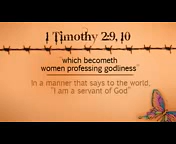 1 Timothy 2:9, 10
"which becometh
women professing godliness"
In a manner that says to the world,
"I am a servant of God"